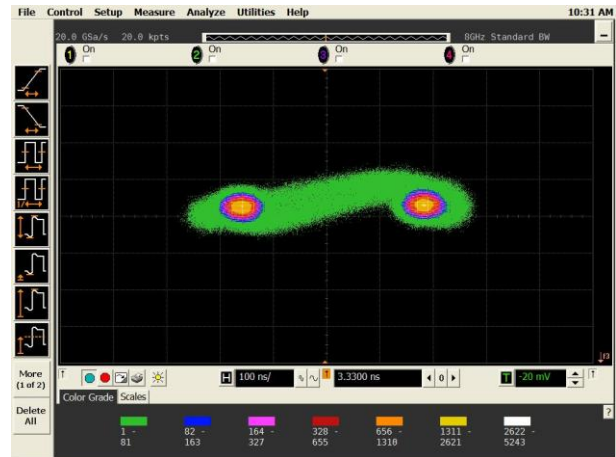 File Control Setup Measure Analyze Utilities Help 10:31 AM
20.0 GSa/s 20.0 kpts 8GHz Standard BW
1 On 2 On 3 On 4 On
More
(1 of 2)
Delete
All
H 100 ns/ 3.3300 ns 0 T -20 mV
Color Grade Scales
?
1 - 82 - 164 - 328 - 656 - 1311 - 2622 -
81 163 327 655 1310 2621 5243